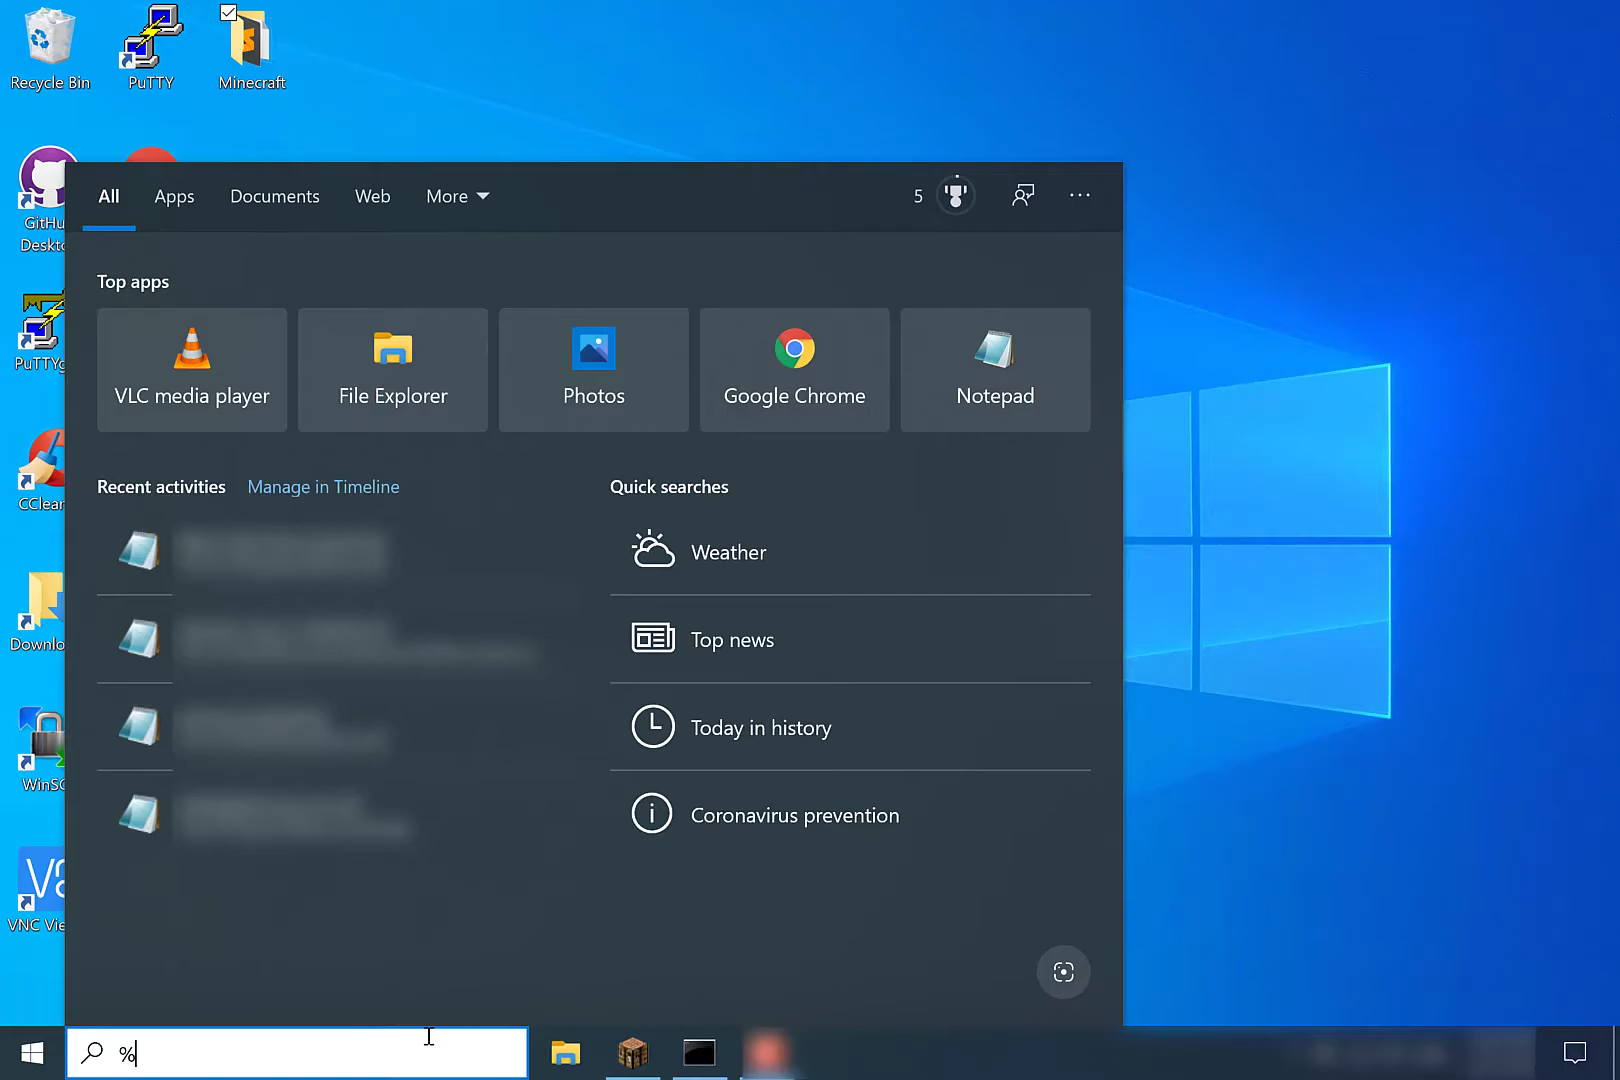 Recycle Bin
PuTTY
Minecraft
GitHu
Deskto
PuTTYg
CClean
Downlo
WinSC
VNC Vie
All
Apps
Documents
Web
More
5
Top apps
VLC media player
File Explorer
Photos
Google Chrome
Notepad
Recent activities
Manage in Timeline
Quick searches
Weather
Top news
Today in history
Coronavirus prevention
%